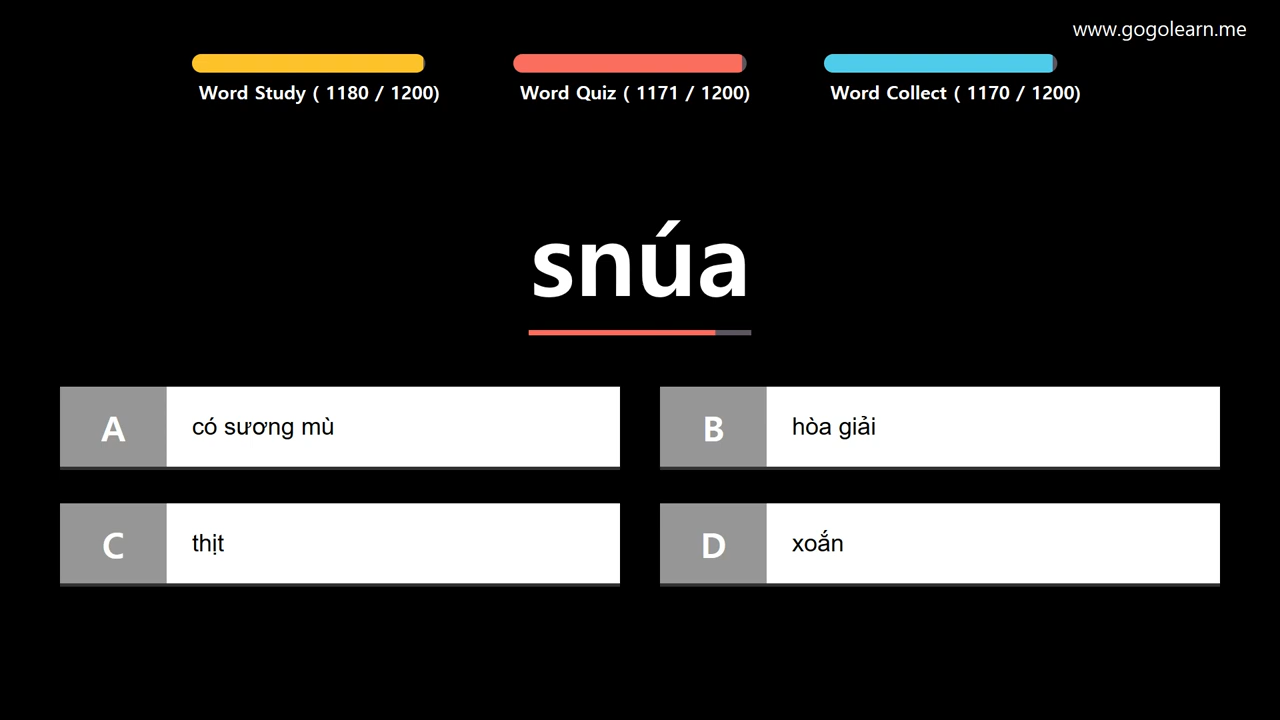 www.gogolearn.me
Word Study ( 1180 / 1200)
Word Quiz ( 1171 / 1200)
Word Collect ( 1170 / 1200)
snúa
A
có sương mù
B
hòa giải
C
thịt
D
xoắn